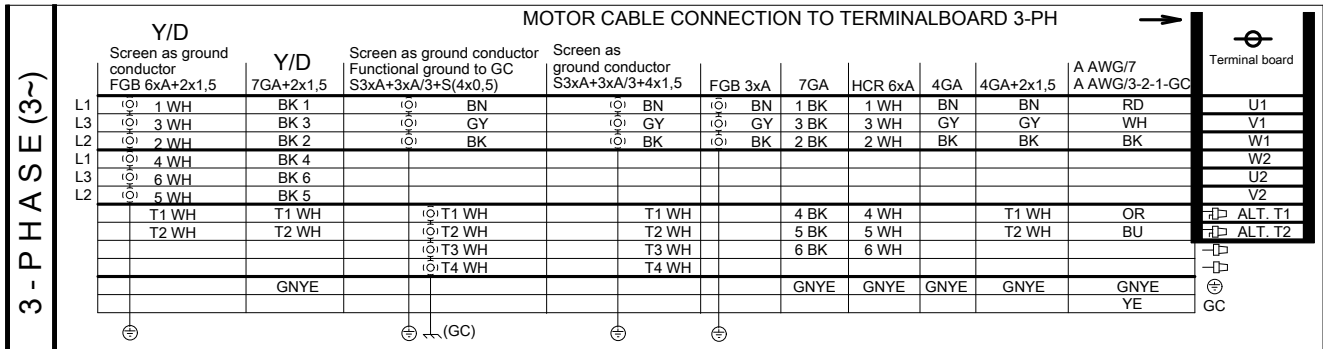 MOTOR CABLE CONNECTION TO TERMINALBOARD 3-PH
3-PHASE (3~)
Y/D
Screen as ground
conductor
FGB 6xA+2x1,5
Y/D
7GA+2x1,5
Screen as ground conductor
Functional ground to GC
S3xA+3xA/3+S(4x0,5)
Screen as
ground conductor
S3xA+3xA/3+4x1,5
FGB 3xA
7GA
HCR 6xA
4GA
4GA+2x1,5
A AWG/7
A AWG/3-2-1-GC
Terminal board
L1 1 WH BK 1 BN BN BN 1 BK 1 WH BN BN RD U1
L3 3 WH BK 3 GY GY GY 3 BK 3 WH GY GY WH V1
L2 2 WH BK 2 BK BK BK 2 BK 2 WH BK BK BK W1
L1 4 WH BK 4 W2
L3 6 WH BK 6 U2
L2 5 WH BK 5 V2
T1 WH T1 WH T1 WH T1 WH 4 BK 4 WH T1 WH OR ALT. T1
T2 WH T2 WH T2 WH T2 WH 5 BK 5 WH T2 WH BU ALT. T2
T3 WH T3 WH 6 BK 6 WH
T4 WH T4 WH
GNYE GNYE GNYE GNYE GNYE GNYE
YE GC
(GC)